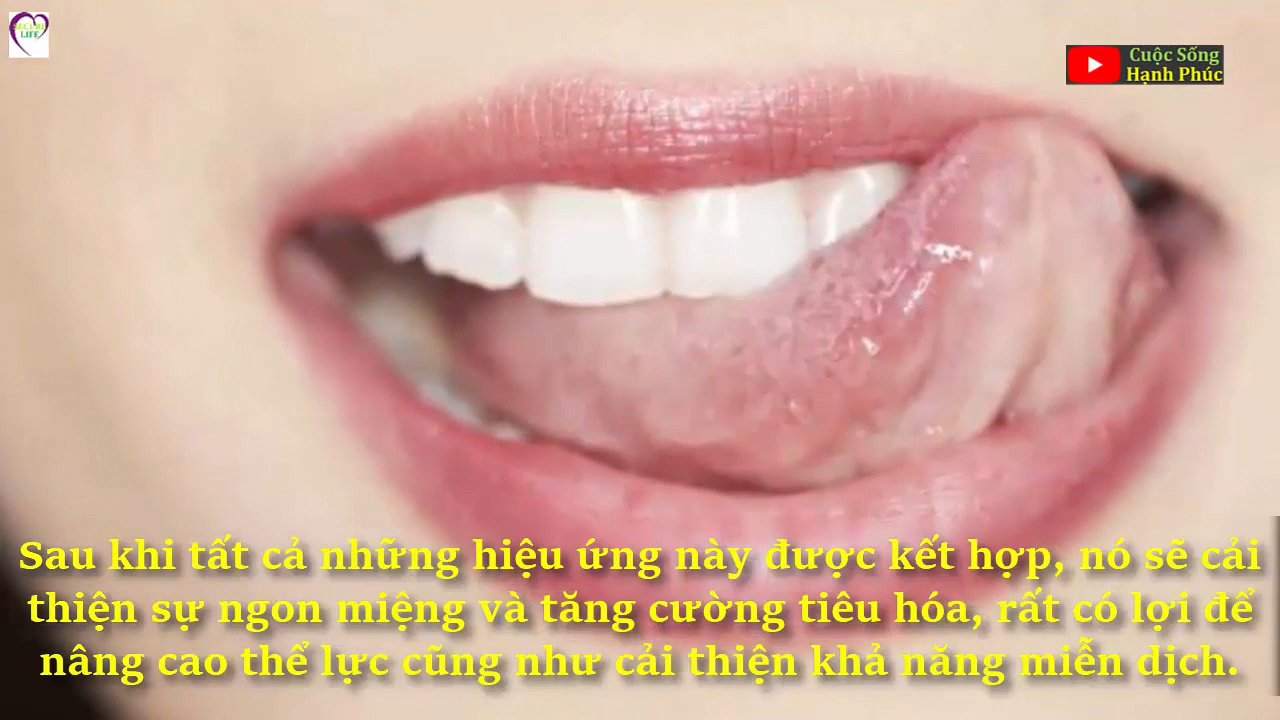 LIFE
Cuộc Sống
Hạnh Phúc
Sau khi tất cả những hiệu ứng này được kết hợp, nó sẽ cải
thiện sự ngon miệng và tăng cường tiêu hóa, rất có lợi để
nâng cao thể lực cũng như cải thiện khả năng miễn dịch.